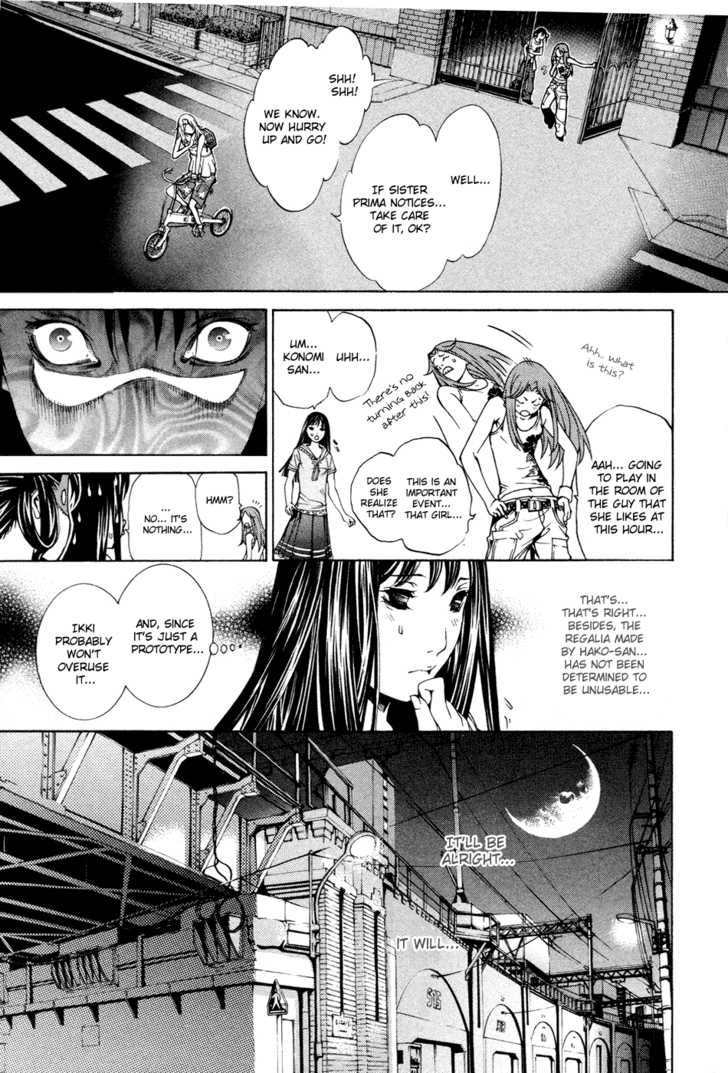 WELL...
IF SISTER
PRIMA NOTICES...
TAKE CARE
OF IT, OK?
SHH!
SHH!
WE KNOW.
NOW HURRY
UP AND GO!
Ahh.. what
is this?
AAH... GOING
TO PLAY IN
THE ROOM OF
THE GUY THAT
SHE LIKES AT
THIS HOUR...
There's no
turning back
after this!
THIS IS AN
IMPORTANT
EVENT...
THAT GIRL...
DOES
SHE
REALIZE
THAT?
UHH...
UM...
KONOMI
SAN...
HMM?
...
NO... IT'S
NOTHING...
THAT'S...
THAT'S RIGHT...
BESIDES, THE
REGALIA MADE
BY HAKO-SAN...
HAS NOT BEEN
DETERMINED TO
BE UNUSABLE...
AND, SINCE
IT'S JUST A
PROTOTYPE...
IKKI
PROBABLY
WON'T
OVERUSE
IT...
IT'LL BE
ALRIGHT...
IT WILL...